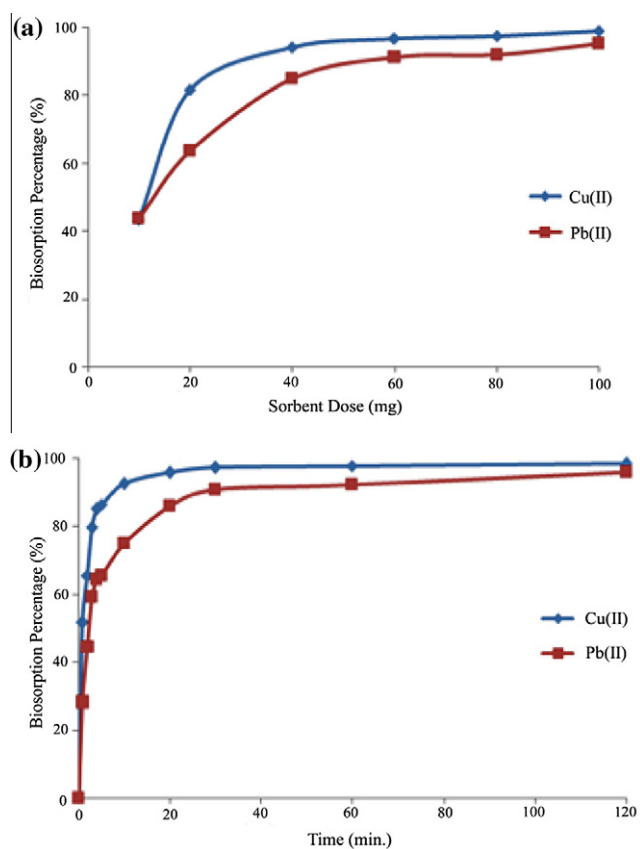 (a)
Biosorption Percentage (%)
100
80
60
40
20
0
0 20 40 60 80 100
Sorbent Dose (mg)
Cu(II)
Pb(II)
(b)
Biosorption Percentage (%)
100
80
60
40
20
0
0 20 40 60 80 100 120
Time (min.)
Cu(II)
Pb(II)